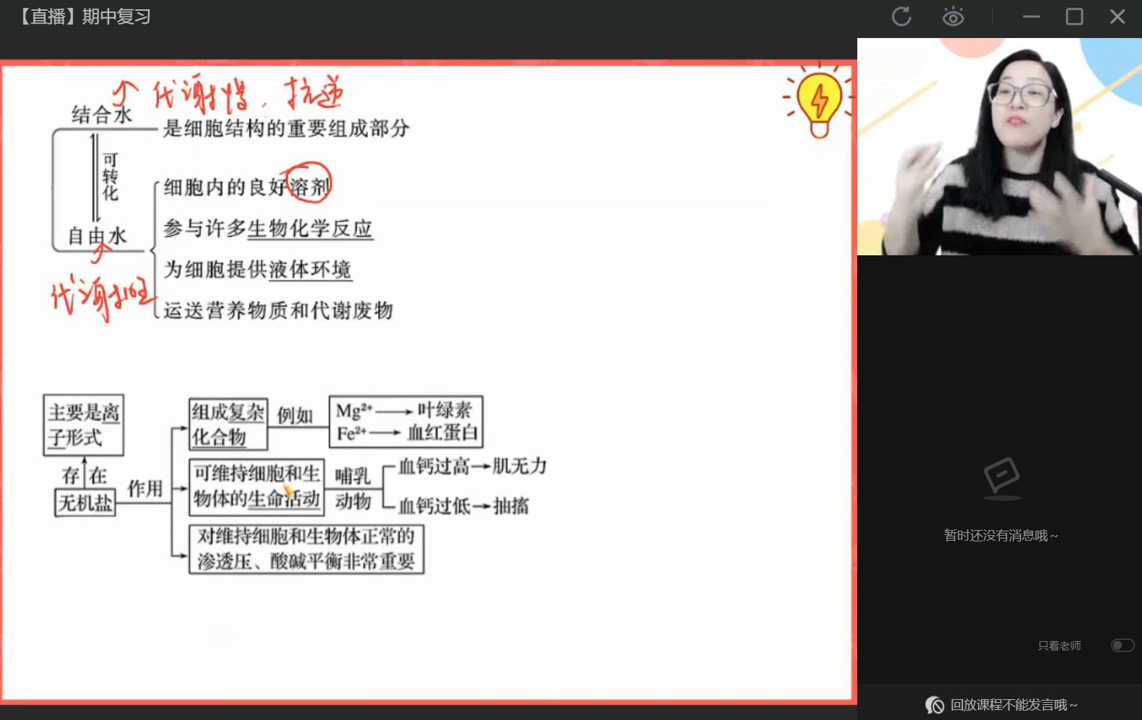 【直播】期中复习
代谢慢、抗逆
结合水
是细胞结构的重要组成部分
可转化
细胞内的良好溶剂
自由水
参与许多生物化学反应
为细胞提供液体环境
代谢旺
运送营养物质和代谢废物
主要是离
子形式
存在
无机盐
作用
组成复杂
化合物
例如
Mg²⁺→叶绿素
Fe²⁺→血红蛋白
可维持细胞和生
物体的生命活动
哺乳
动物
血钙过高→肌无力
血钙过低→抽搐
对维持细胞和生物体正常的
渗透压、酸碱平衡非常重要
暂时还没有消息哦～
只看老师
回放课程不能发言哦～